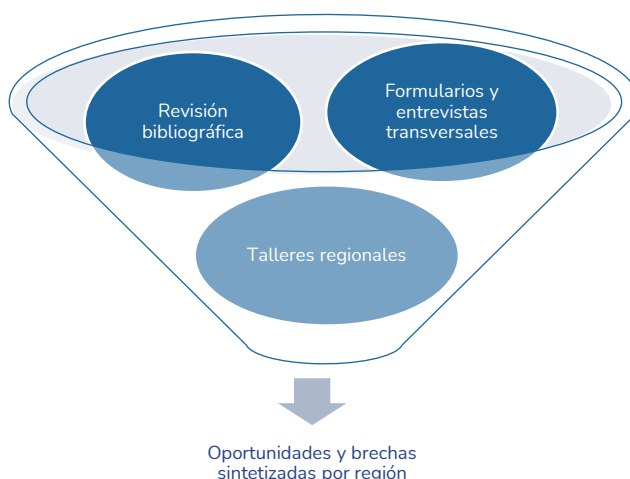 Revisión
bibliográfica
Formularios y
entrevistas
transversales
Talleres regionales
Oportunidades y brechas
sintetizadas por región